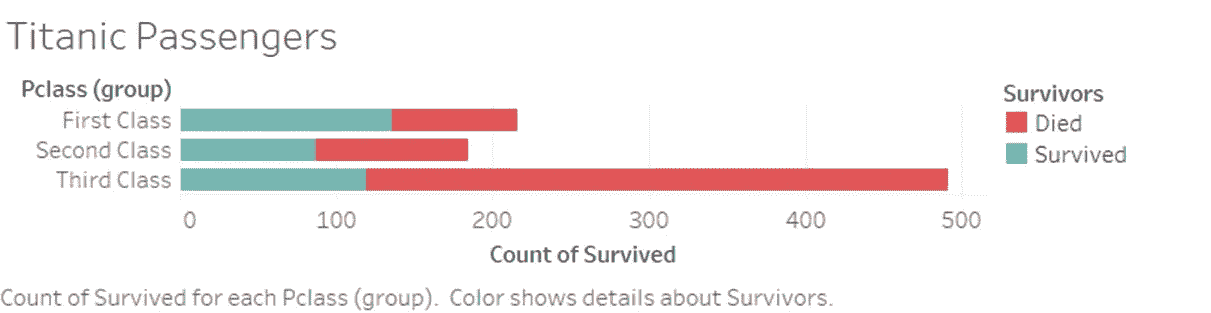 Titanic Passengers
Pclass (group)
First Class
Second Class
Third Class
0 100 200 300 400 500
Count of Survived
Survivors
Died
Survived
Count of Survived for each Pclass (group). Color shows details about Survivors.